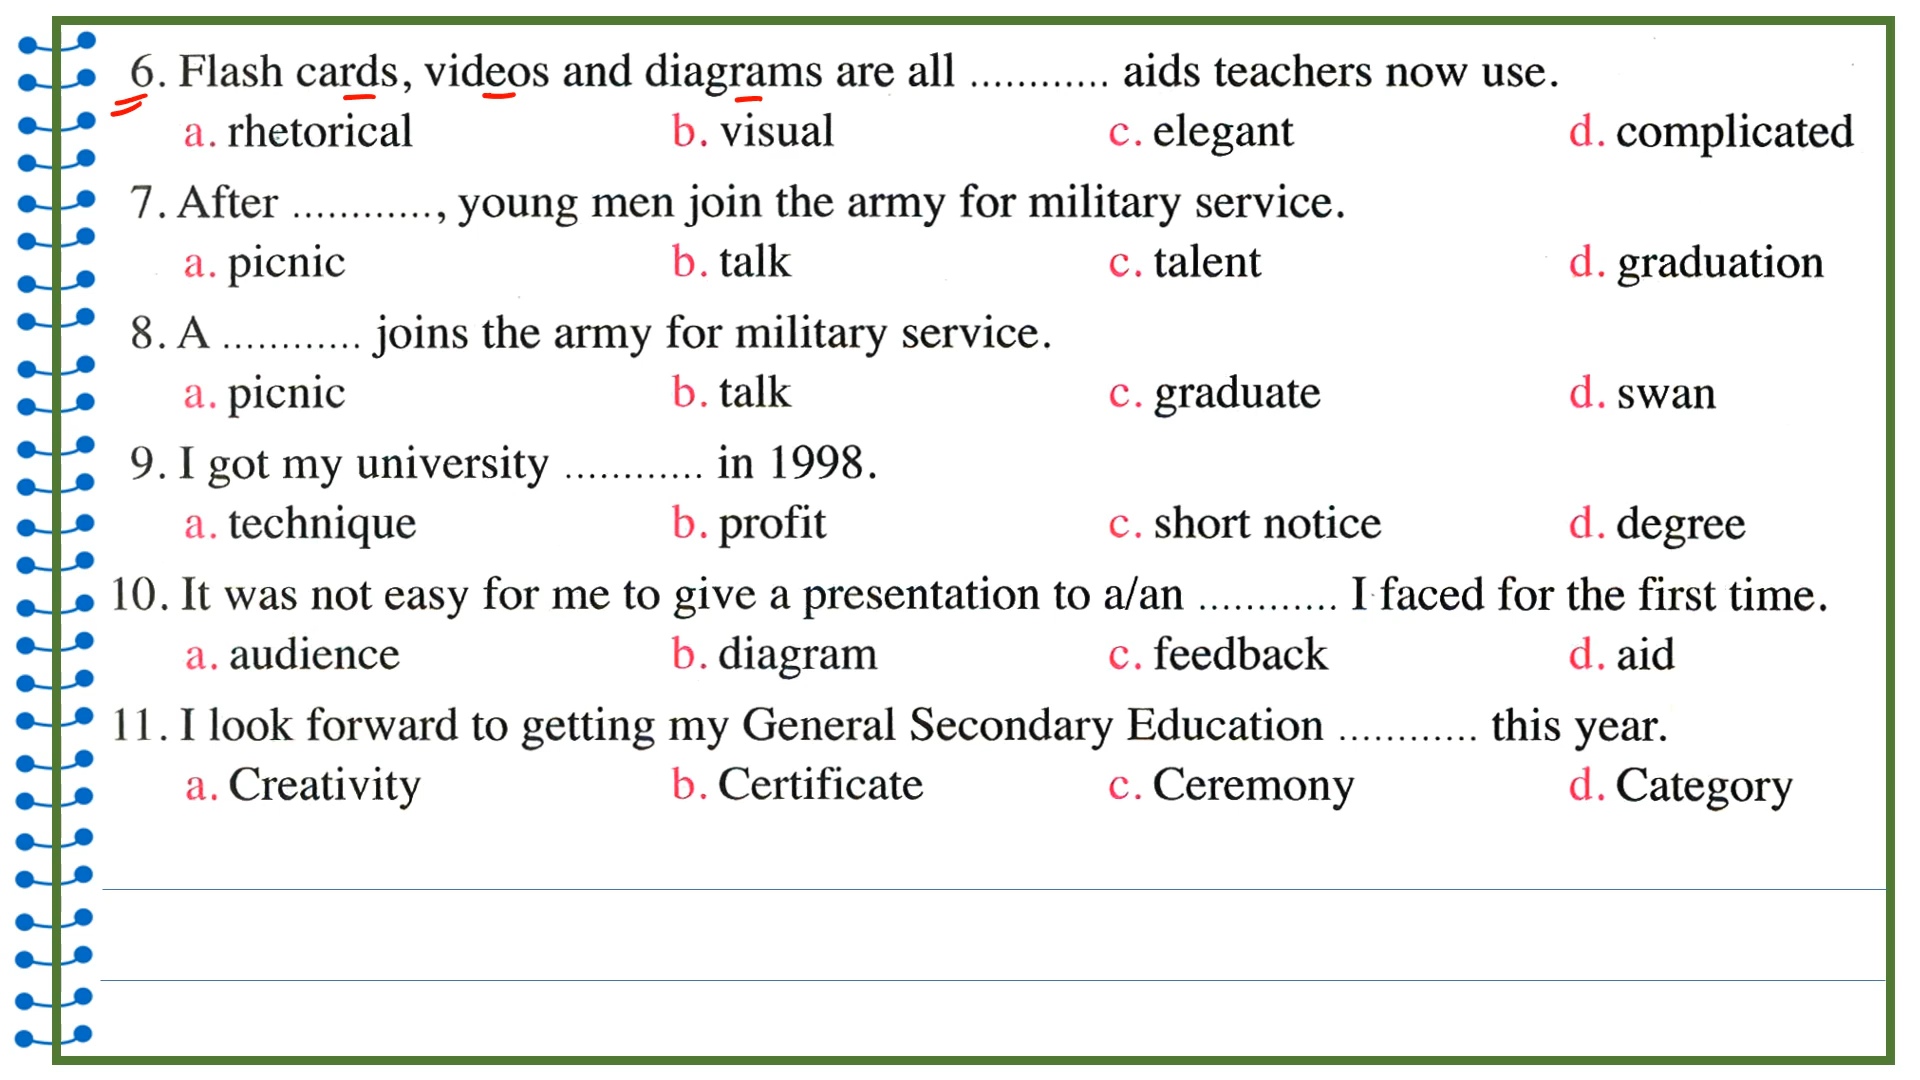 6. Flash cards, videos and diagrams are all ............ aids teachers now use.
a. rhetorical b. visual c. elegant d. complicated
7. After ............, young men join the army for military service.
a. picnic b. talk c. talent d. graduation
8. A ............ joins the army for military service.
a. picnic b. talk c. graduate d. swan
9. I got my university ............ in 1998.
a. technique b. profit c. short notice d. degree
10. It was not easy for me to give a presentation to a/an ............ I faced for the first time.
a. audience b. diagram c. feedback d. aid
11. I look forward to getting my General Secondary Education ............ this year.
a. Creativity b. Certificate c. Ceremony d. Category